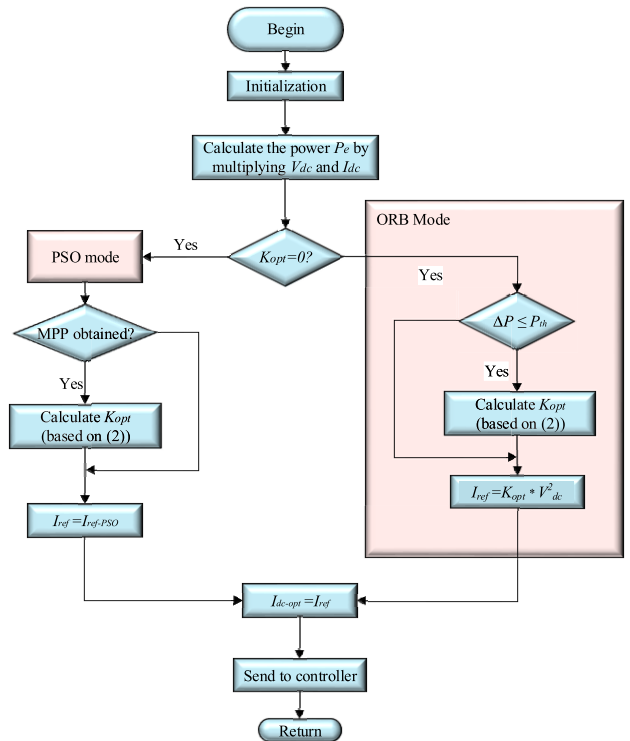 Begin
Initialization
Calculate the power Pe by
multiplying Vdc and Idc
ORB Mode
Yes
PSO mode
Kopt=0?
Yes
MPP obtained?
ΔP ≤ Pth
Yes
Yes
Calculate Kopt
(based on (2))
Calculate Kopt
(based on (2))
Iref=Kopt * V²dc
Iref=Iref-PSO
Idc-opt=Iref
Send to controller
Return